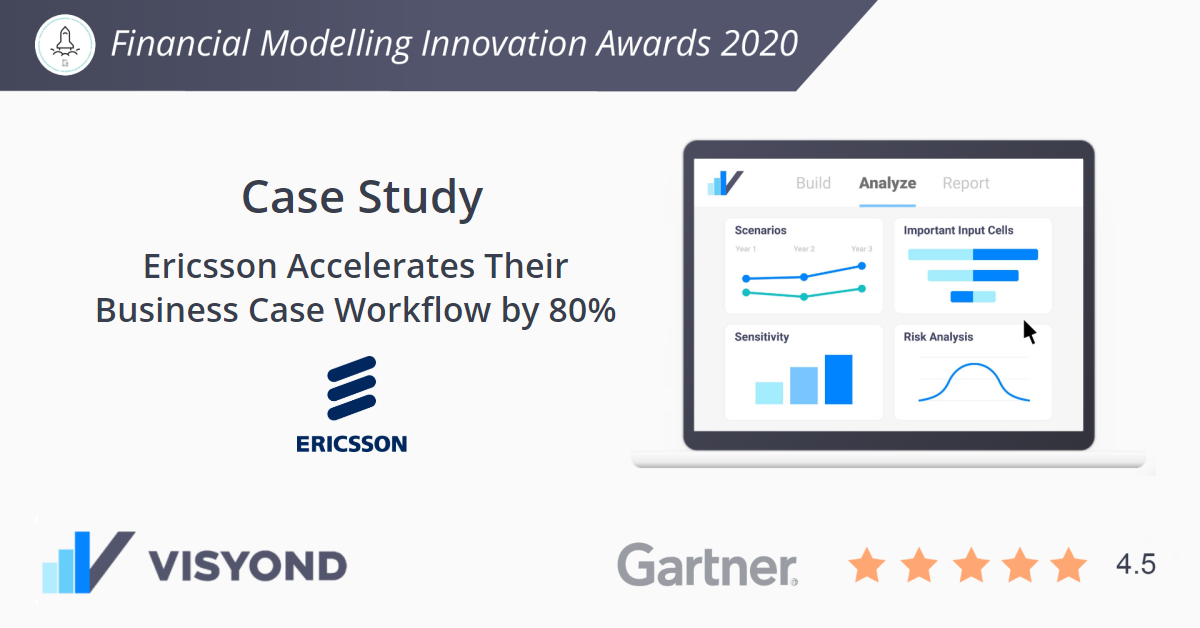 Financial Modelling Innovation Awards 2020
Case Study
Ericsson Accelerates Their
Business Case Workflow by 80%
ERICSSON
Build Analyze Report
Scenarios
Year 1 Year 2 Year 3
Important Input Cells
Sensitivity
Risk Analysis
VISYOND
Gartner
4.5